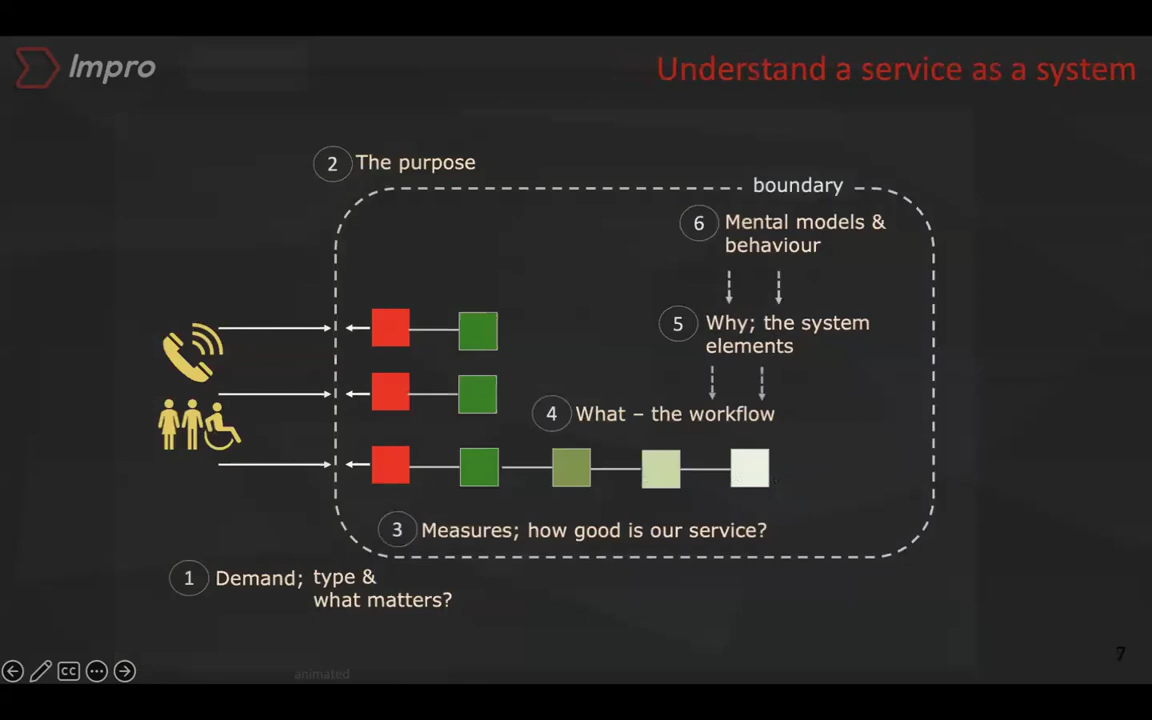 Impro
Understand a service as a system
2 The purpose
boundary
6 Mental models &
behaviour
5 Why; the system
elements
4 What – the workflow
3 Measures; how good is our service?
1 Demand; type &
what matters?
CC
animated
7